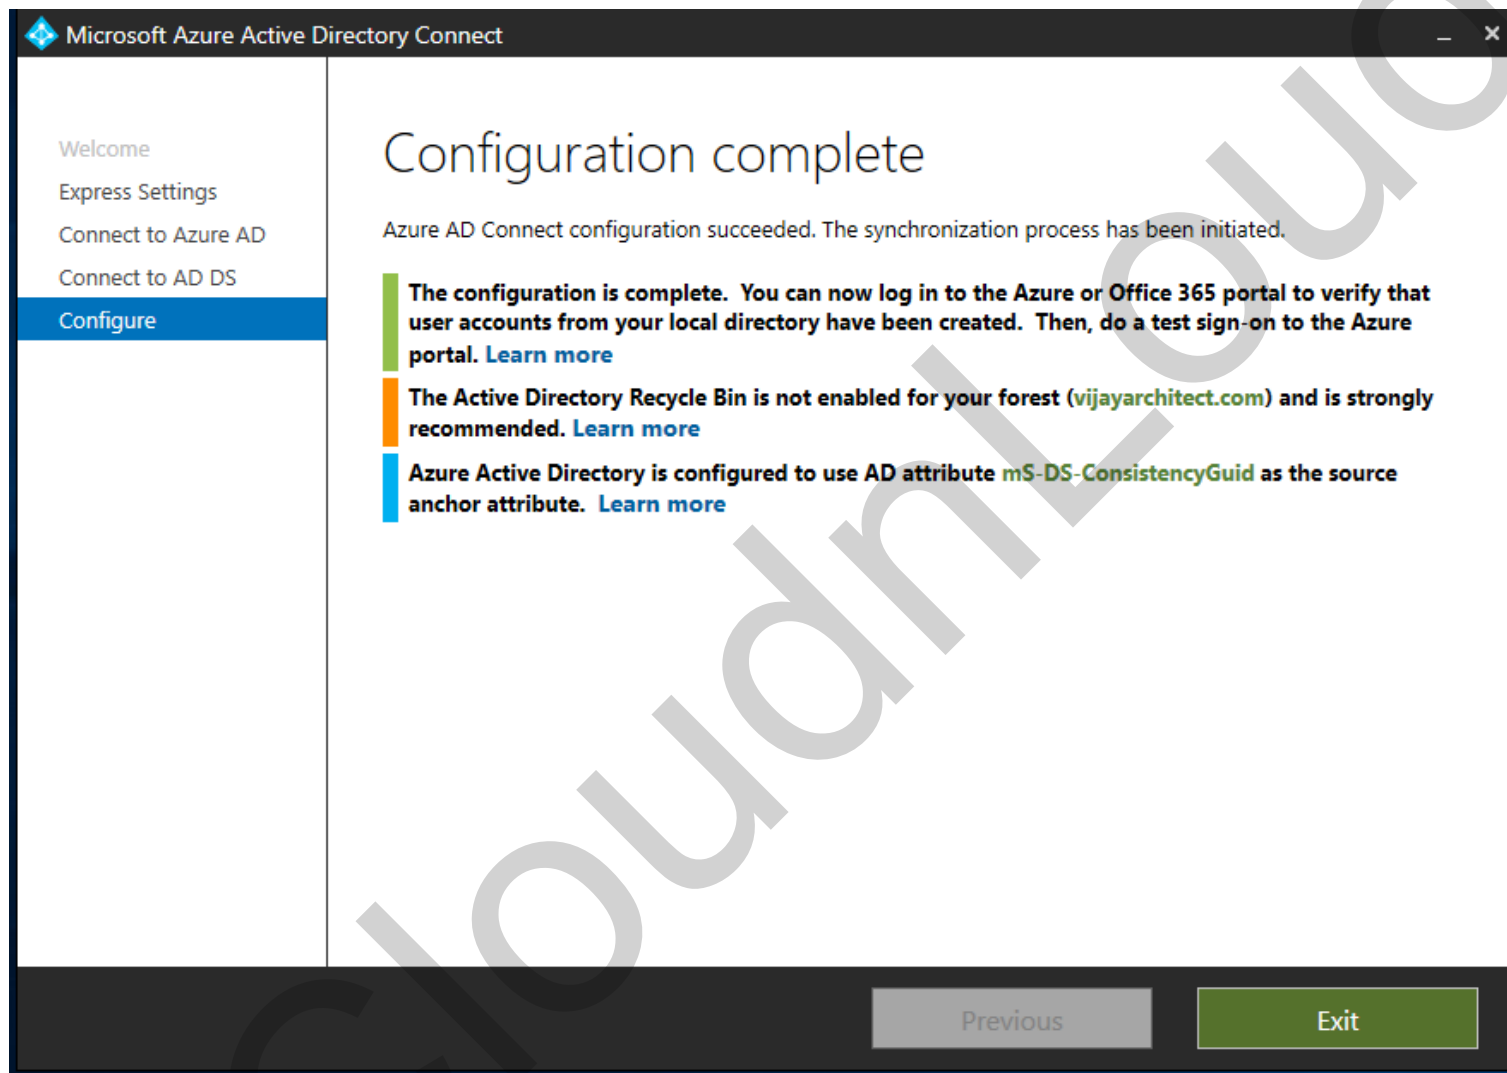 Microsoft Azure Active Directory Connect
Welcome
Express Settings
Connect to Azure AD
Connect to AD DS
Configure
Configuration complete
Azure AD Connect configuration succeeded. The synchronization process has been initiated.
The configuration is complete.  You can now log in to the Azure or Office 365 portal to verify that
user accounts from your local directory have been created.  Then, do a test sign-on to the Azure
portal. Learn more
The Active Directory Recycle Bin is not enabled for your forest (vijayarchitect.com) and is strongly
recommended. Learn more
Azure Active Directory is configured to use AD attribute mS-DS-ConsistencyGuid as the source
anchor attribute.  Learn more
Previous
Exit
CloudnLoud